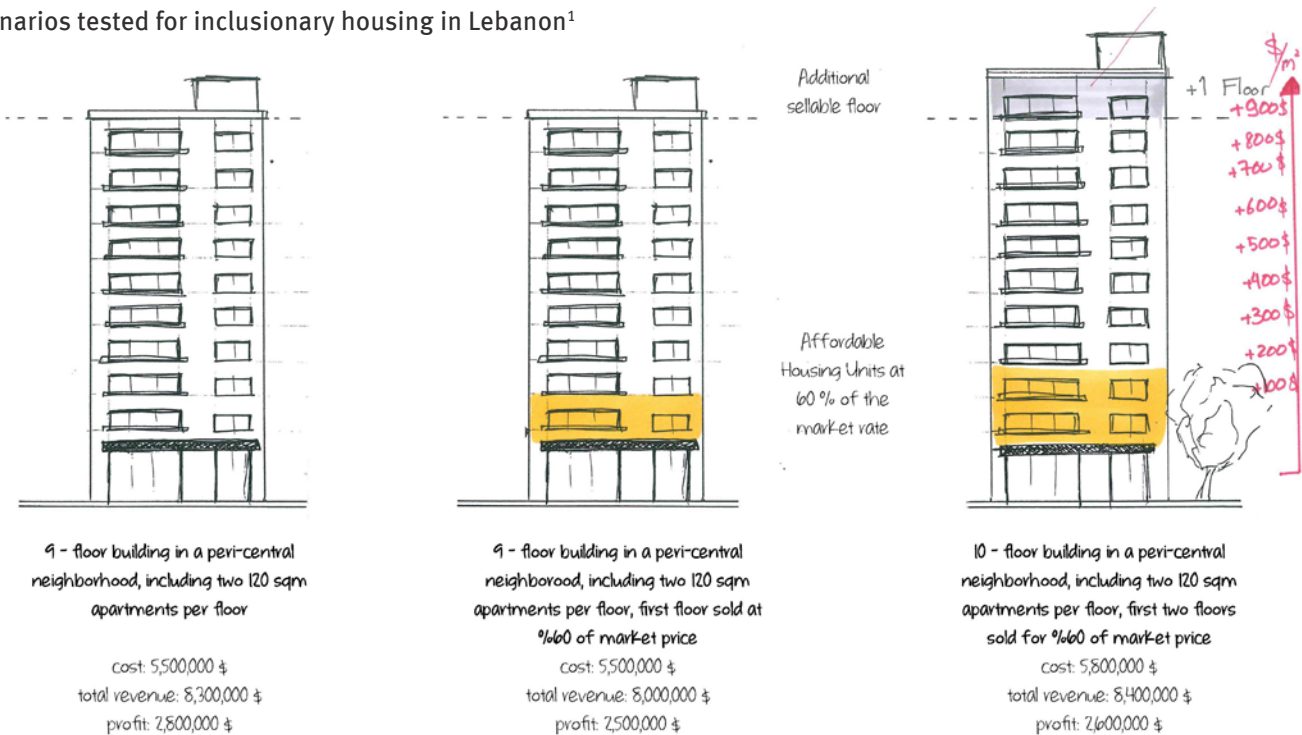 narios tested for inclusionary housing in Lebanon¹
Additional
sellable floor
Affordable
Housing Units at
60 % of the
market rate
$/m²
+1 Floor
+900$
+800$
+700$
+600$
+500$
+400$
+300$
+200$
+100$
9 - floor building in a peri-central
neighborhood, including two 120 sqm
apartments per floor
cost: 5,500,000 $
total revenue: 8,300,000 $
profit: 2,800,000 $
9 - floor building in a peri-central
neighborood, including two 120 sqm
apartments per floor, first floor sold at
%60 of market price
cost: 5,500,000 $
total revenue: 8,000,000 $
profit: 2,500,000 $
10 - floor building in a peri-central
neighborhood, including two 120 sqm
apartments per floor, first two floors
sold for %60 of market price
cost: 5,800,000 $
total revenue: 8,400,000 $
profit: 2,600,000 $